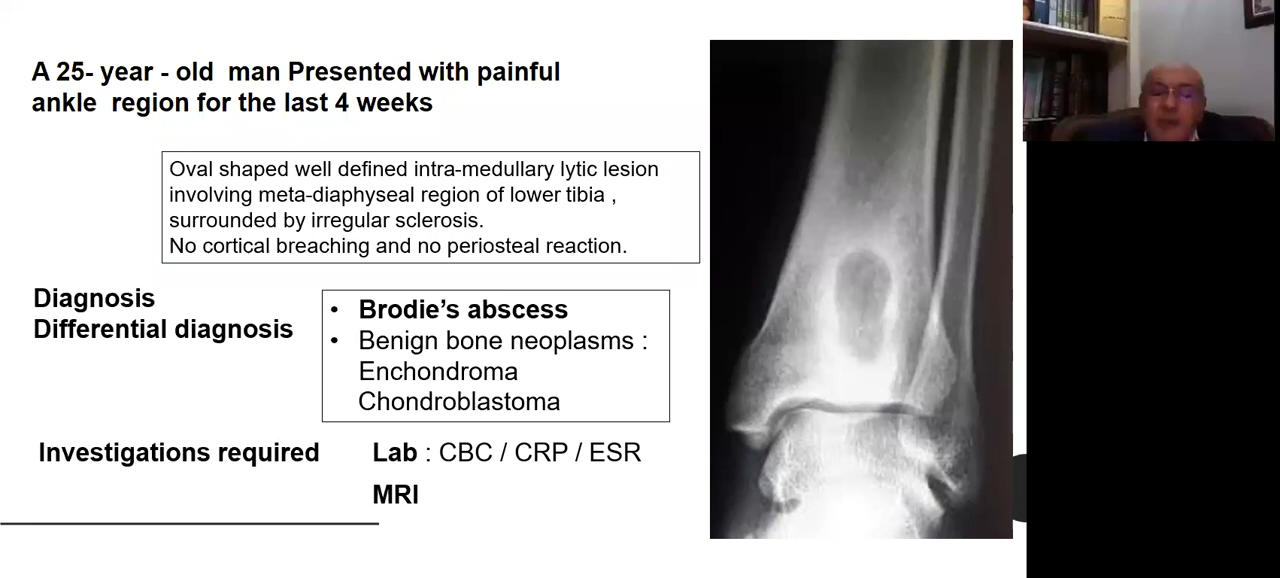 A 25- year - old man Presented with painful
ankle region for the last 4 weeks
Oval shaped well defined intra-medullary lytic lesion
involving meta-diaphyseal region of lower tibia ,
surrounded by irregular sclerosis.
No cortical breaching and no periosteal reaction.
Diagnosis
Differential diagnosis
• Brodie’s abscess
• Benign bone neoplasms :
Enchondroma
Chondroblastoma
Investigations required
Lab : CBC / CRP / ESR
MRI